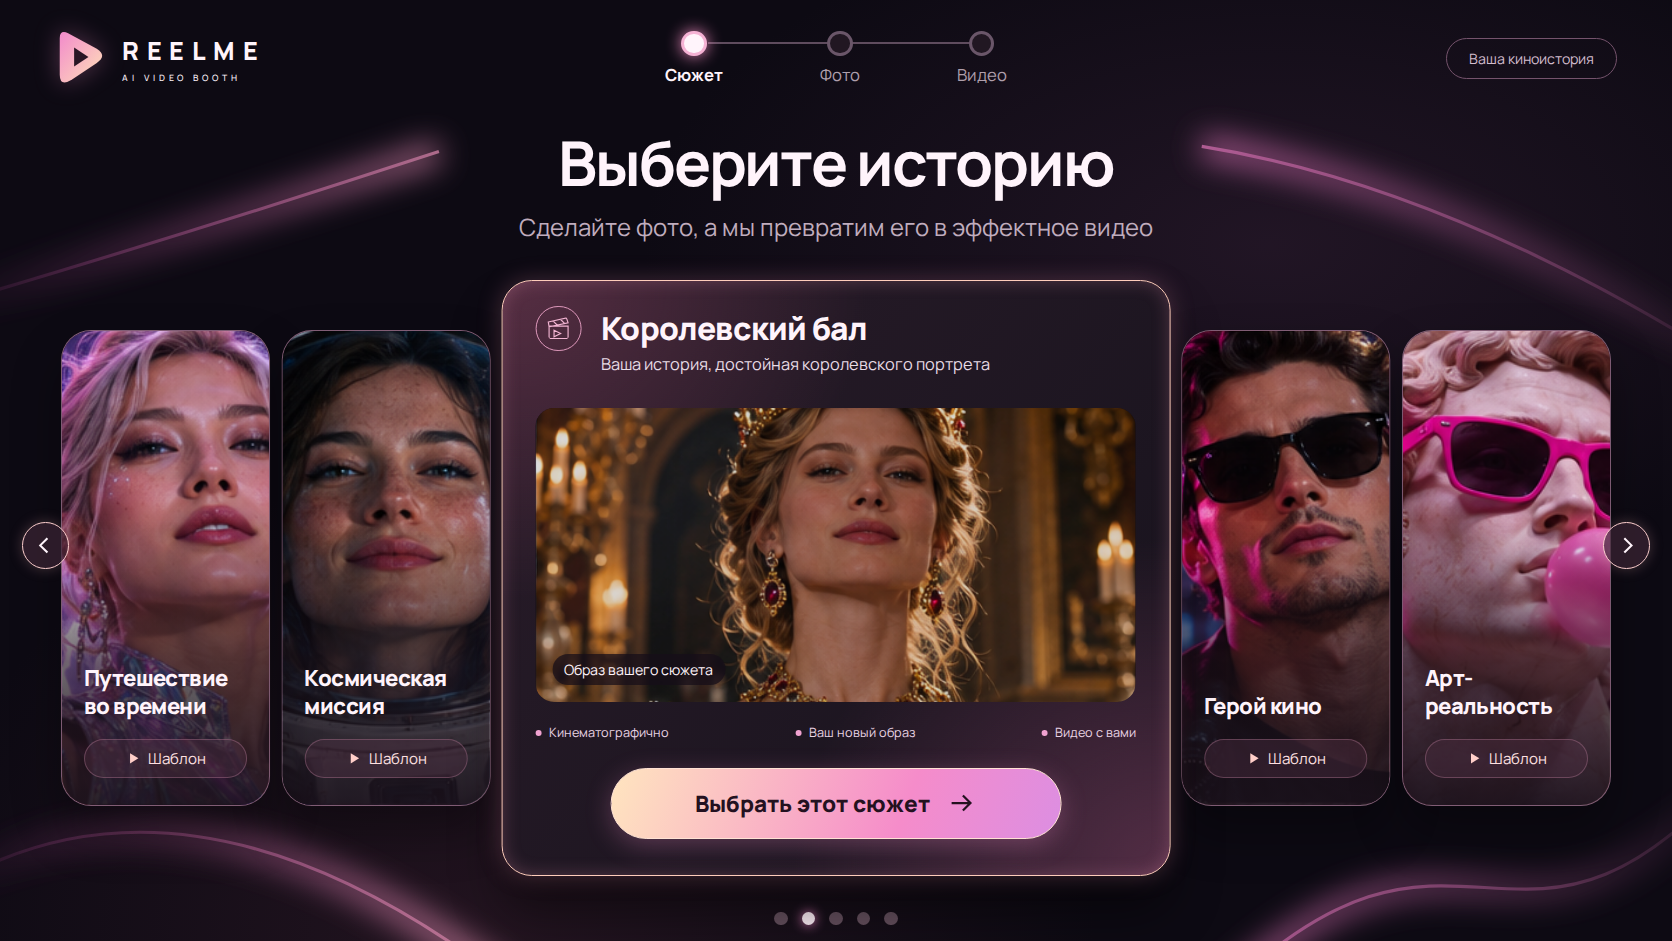 REELME
AI VIDEO BOOTH
Сюжет
Фото
Видео
Ваша киноистория
Выберите историю
Сделайте фото, а мы превратим его в эффектное видео
Королевский бал
Ваша история, достойная королевского портрета
Образ вашего сюжета
Кинематографично
Ваш новый образ
Видео с вами
Выбрать этот сюжет
Путешествие
во времени
Шаблон
Космическая
миссия
Шаблон
Герой кино
Шаблон
Арт-
реальность
Шаблон